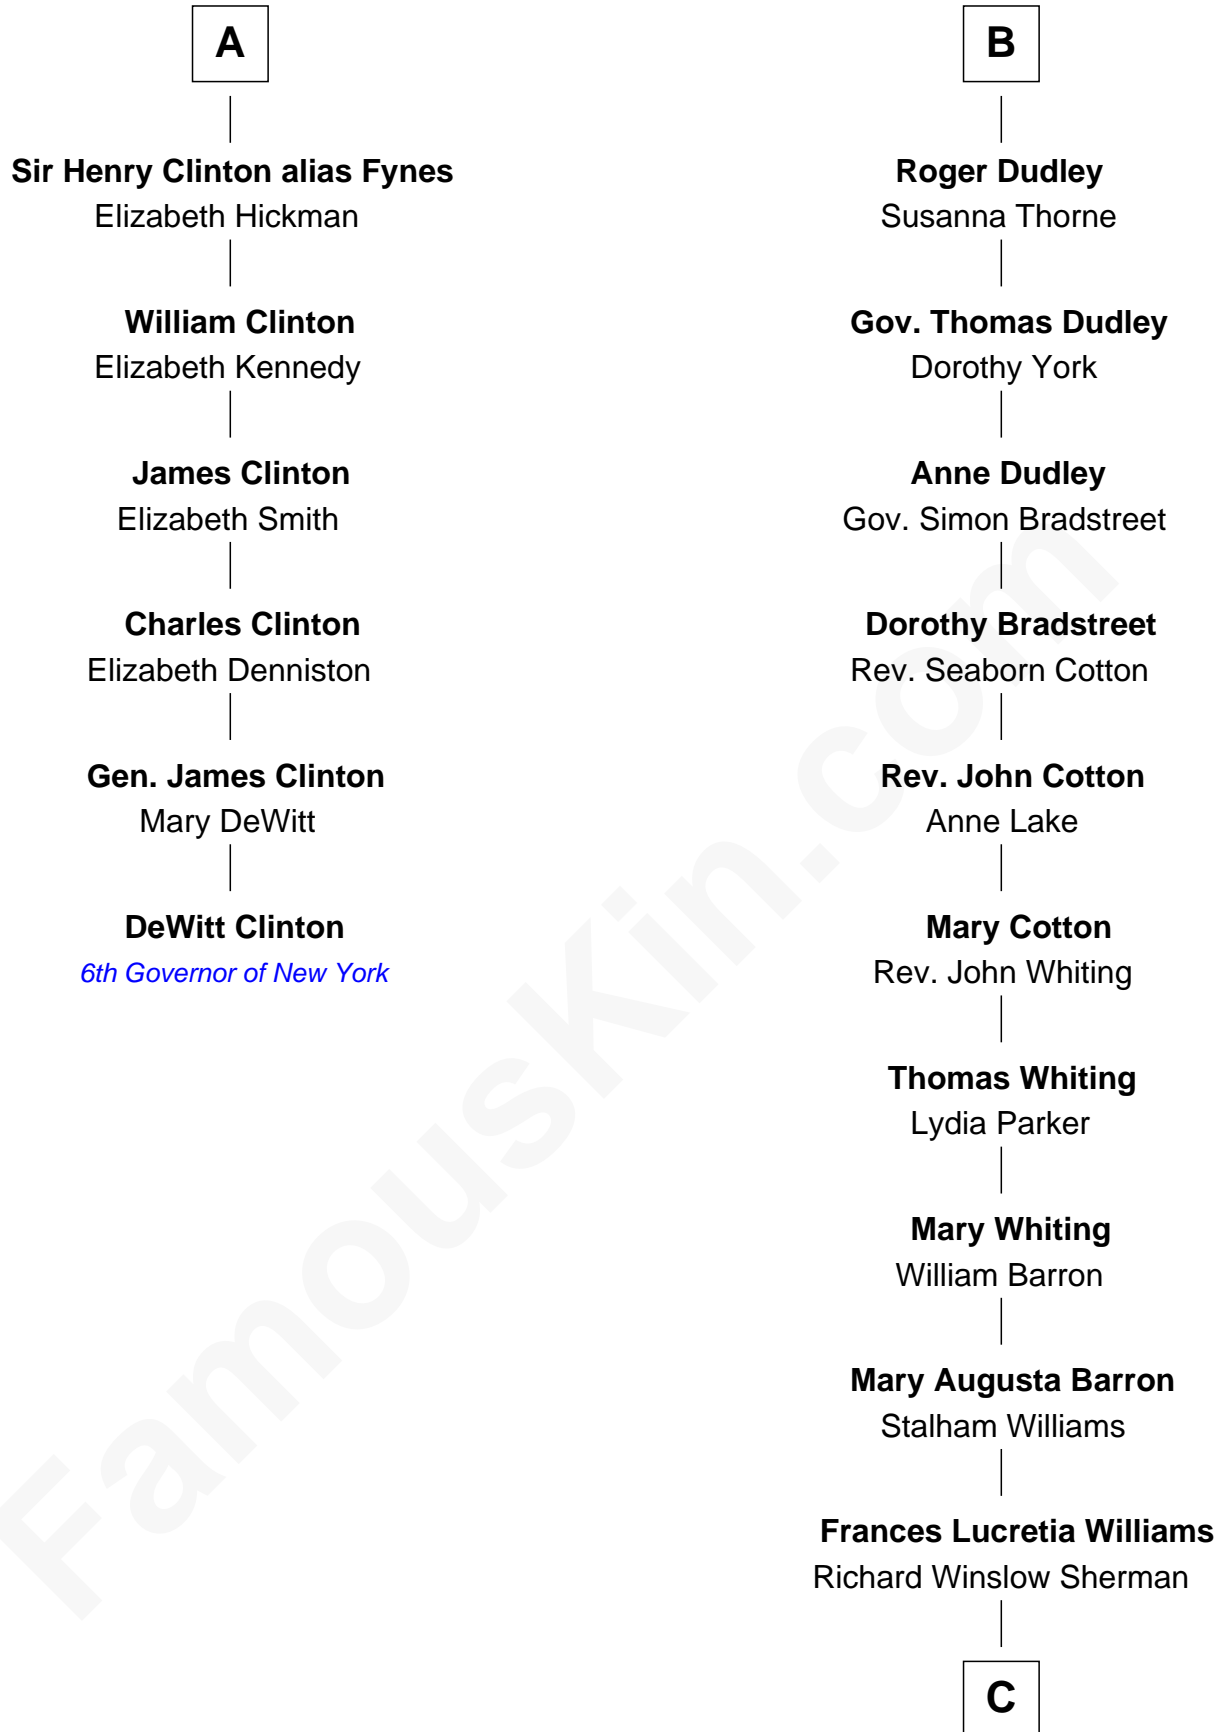 A
Sir Henry Clinton alias Fynes
Elizabeth Hickman
William Clinton
Elizabeth Kennedy
James Clinton
Elizabeth Smith
Charles Clinton
Elizabeth Denniston
Gen. James Clinton
Mary DeWitt
DeWitt Clinton
6th Governor of New York
B
Roger Dudley
Susanna Thorne
Gov. Thomas Dudley
Dorothy York
Anne Dudley
Gov. Simon Bradstreet
Dorothy Bradstreet
Rev. Seaborn Cotton
Rev. John Cotton
Anne Lake
Mary Cotton
Rev. John Whiting
Thomas Whiting
Lydia Parker
Mary Whiting
William Barron
Mary Augusta Barron
Stalham Williams
Frances Lucretia Williams
Richard Winslow Sherman
C
FamousKin.com